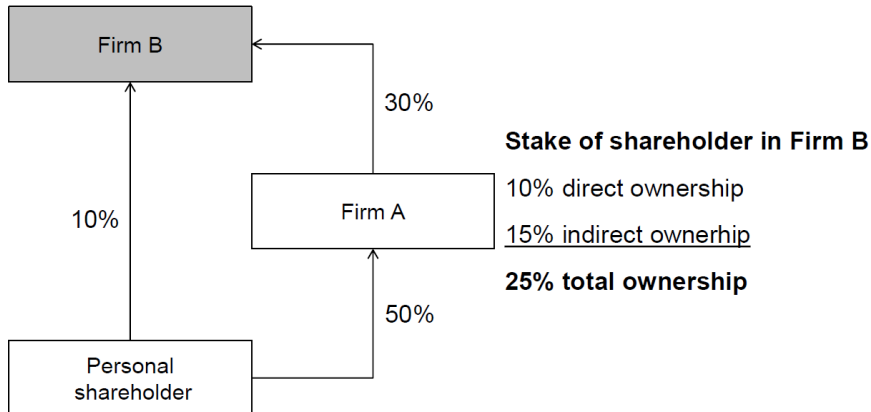 Firm B
30%
Stake of shareholder in Firm B
10% direct ownership
10%
Firm A
15% indirect ownerhip
25% total ownership
50%
Personal
shareholder